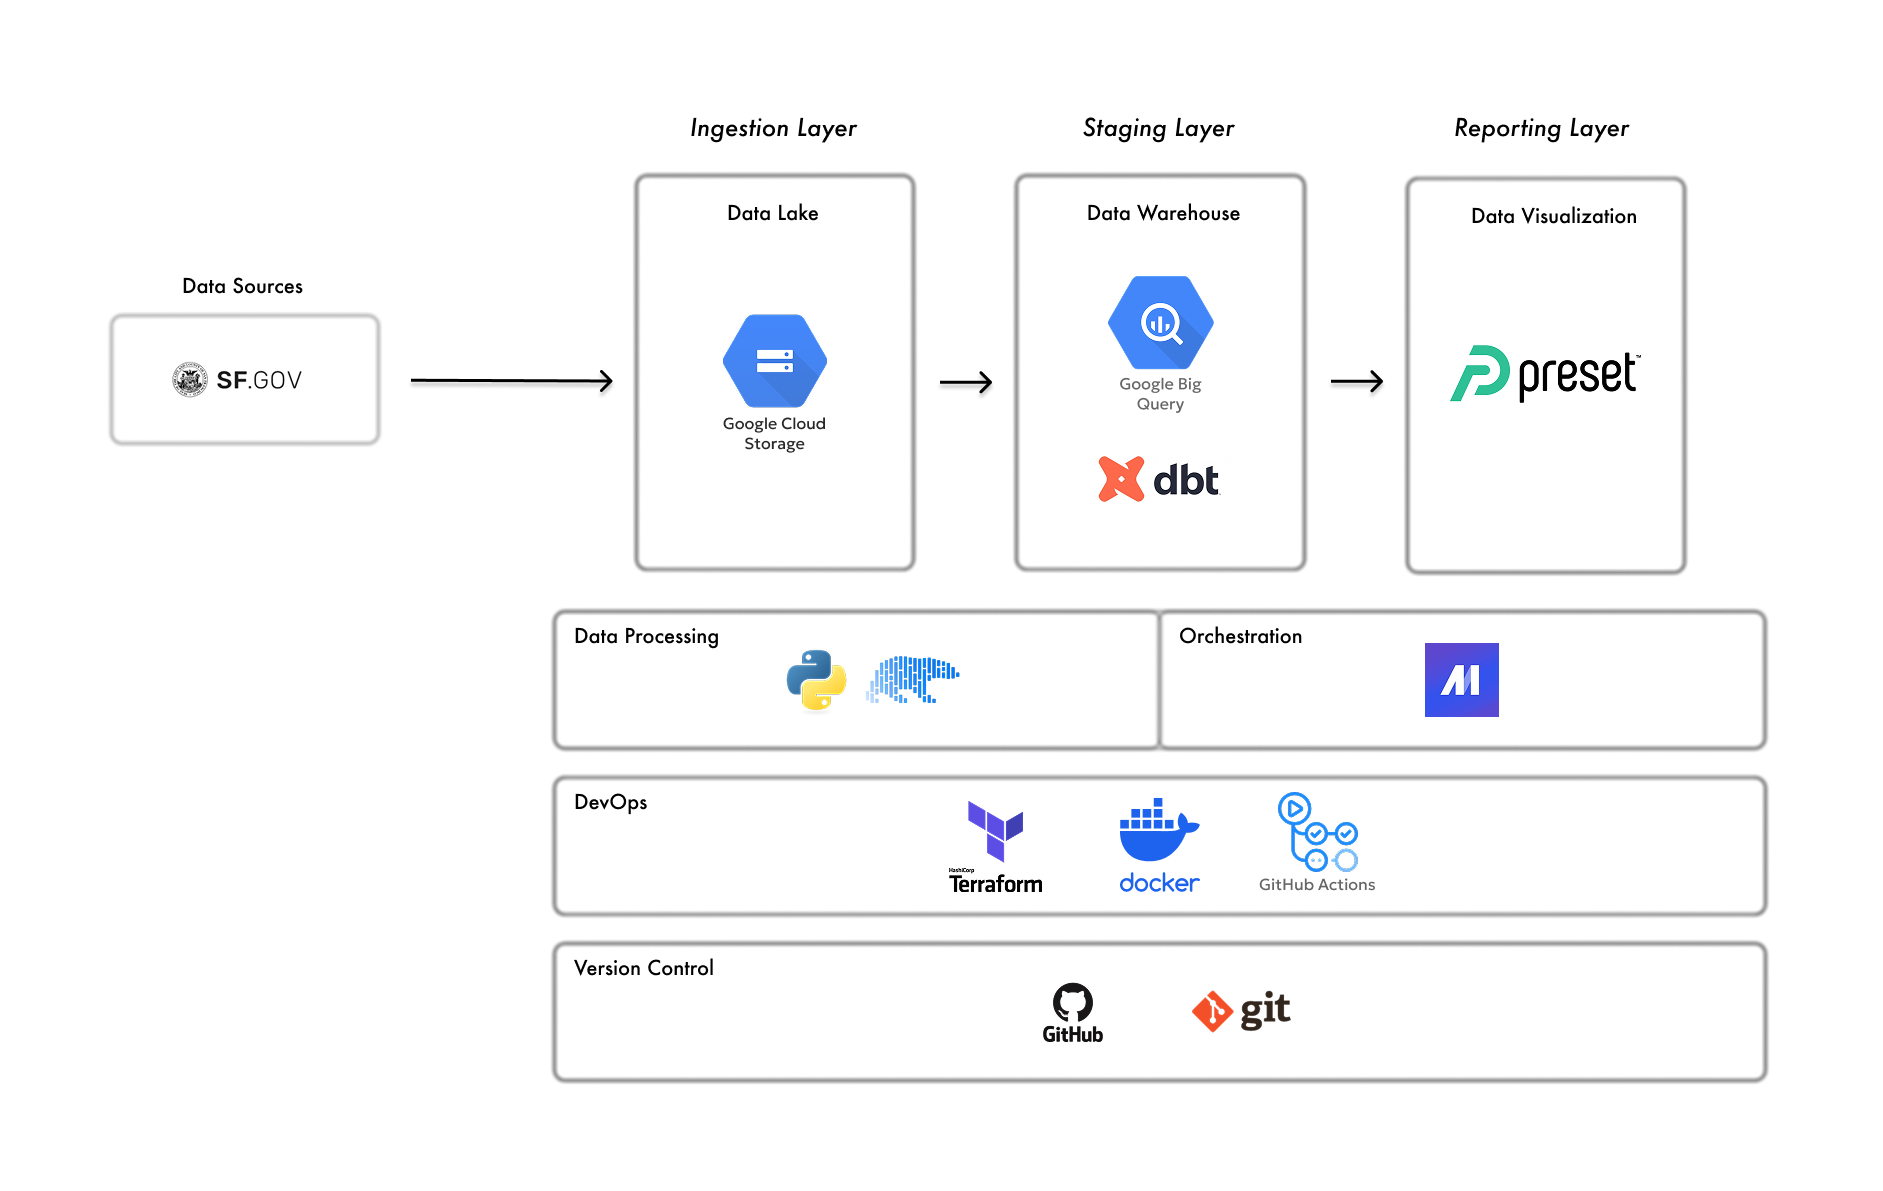 Ingestion Layer
Staging Layer
Reporting Layer
Data Sources
SF.GOV
Data Lake
Google Cloud
Storage
Data Warehouse
Google Big
Query
dbt
Data Visualization
preset™
Data Processing
Orchestration
DevOps
HashiCorp
Terraform
docker
GitHub Actions
Version Control
GitHub
git